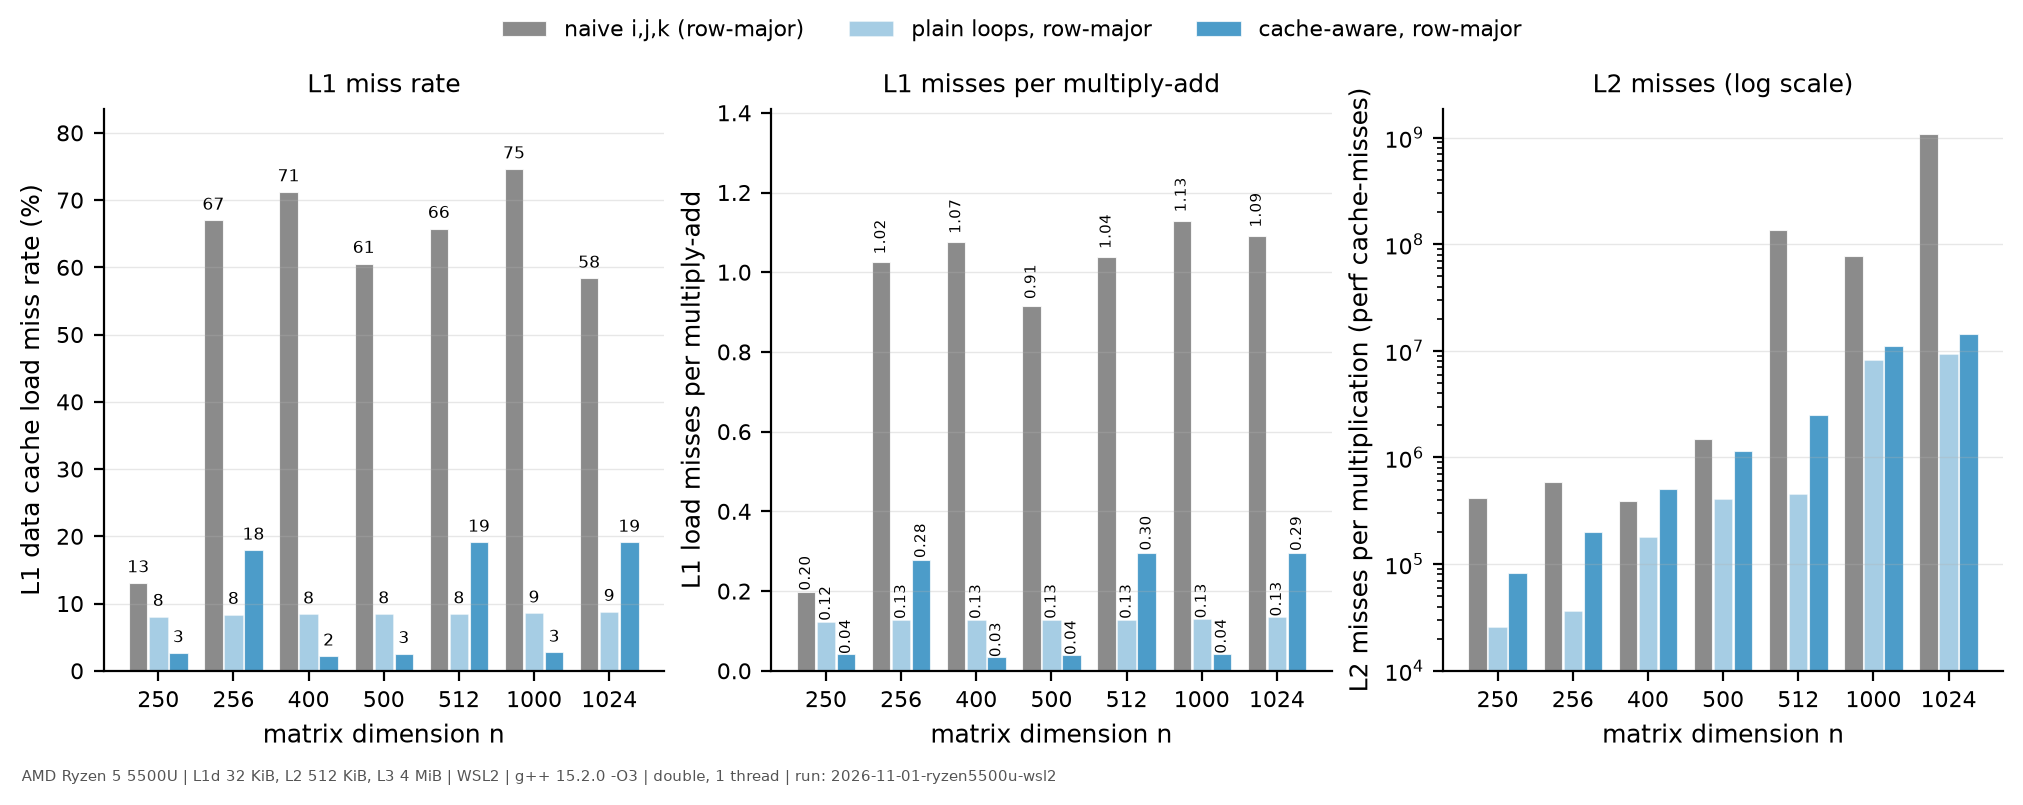 naive i,j,k (row-major) plain loops, row-major cache-aware, row-major
L1 miss rate
L1 data cache load miss rate (%)
80
70
60
50
40
30
20
10
0
13 8 3
67 8 18
71 8 2
61 8 3
66 8 19
75 9 3
58 9 19
250 256 400 500 512 1000 1024
matrix dimension n
L1 misses per multiply-add
L1 load misses per multiply-add
1.4
1.2
1.0
0.8
0.6
0.4
0.2
0.0
0.20 0.12 0.04
1.02 0.13 0.28
1.07 0.13 0.03
0.91 0.13 0.04
1.04 0.13 0.30
1.13 0.13 0.04
1.09 0.13 0.29
250 256 400 500 512 1000 1024
matrix dimension n
L2 misses (log scale)
L2 misses per multiplication (perf cache-misses)
10⁹
10⁸
10⁷
10⁶
10⁵
10⁴
250 256 400 500 512 1000 1024
matrix dimension n
AMD Ryzen 5 5500U | L1d 32 KiB, L2 512 KiB, L3 4 MiB | WSL2 | g++ 15.2.0 -O3 | double, 1 thread | run: 2026-11-01-ryzen5500u-wsl2